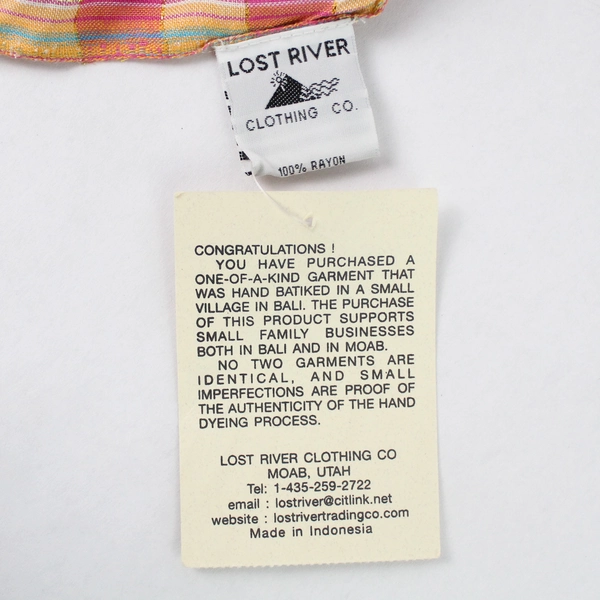 LOST RIVER
CLOTHING CO.
100% RAYON
CONGRATULATIONS !
YOU HAVE PURCHASED A
ONE-OF-A-KIND GARMENT THAT
WAS HAND BATIKED IN A SMALL
VILLAGE IN BALI. THE PURCHASE
OF THIS PRODUCT SUPPORTS
SMALL FAMILY BUSINESSES
BOTH IN BALI AND IN MOAB.
NO TWO GARMENTS ARE
IDENTICAL, AND SMALL
IMPERFECTIONS ARE PROOF OF
THE AUTHENTICITY OF THE HAND
DYEING PROCESS.
LOST RIVER CLOTHING CO
MOAB, UTAH
Tel: 1-435-259-2722
email : lostriver@citlink.net
website : lostrivertradingco.com
Made in Indonesia